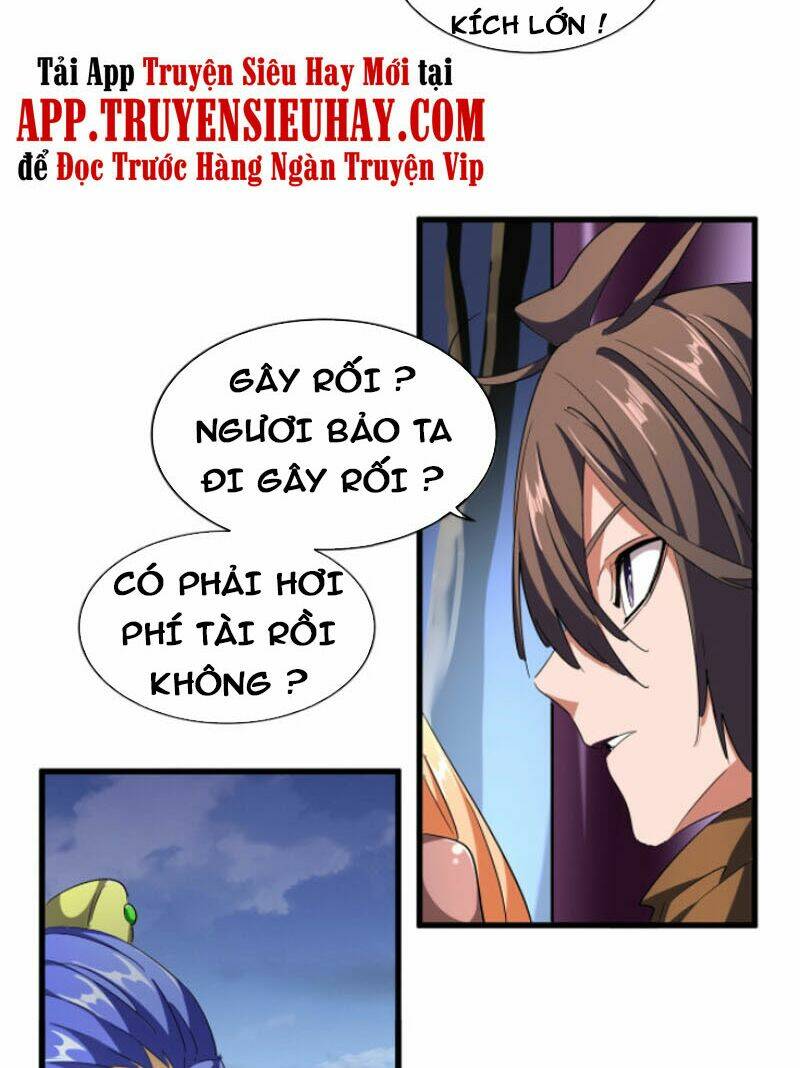 KÍCH LỚN !
Tải App Truyện Siêu Hay Mới tại
APP.TRUYENSIEUHAY.COM
để Đọc Trước Hàng Ngàn Truyện Vip
GÂY RỐI ?
NGƯƠI BẢO TA
ĐI GÂY RỐI ?
CÓ PHẢI HƠI
PHÍ TÀI RỒI
KHÔNG ?